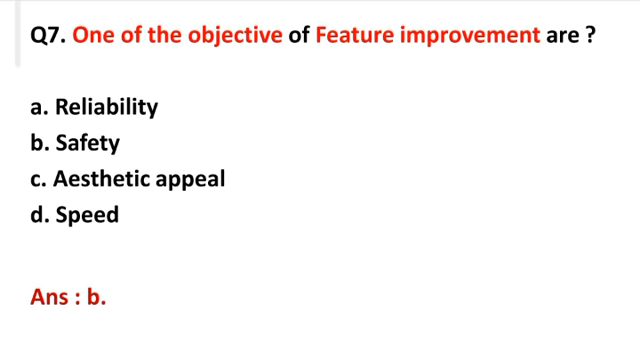 Q7. One of the objective of Feature improvement are ?
a. Reliability
b. Safety
c. Aesthetic appeal
d. Speed
Ans : b.